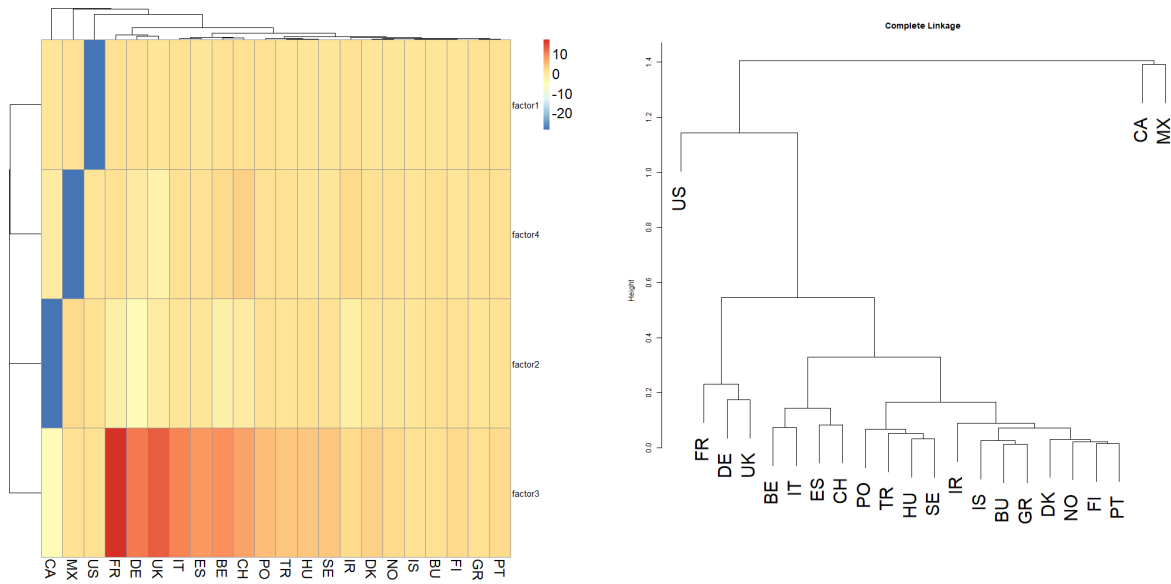 10
0
-10
-20
factor1
factor4
factor2
factor3
CA MX US FR DE UK IT ES BE CH PO TR HU SE IR DK NO IS BU FI GR PT
Complete Linkage
Height
1.4
1.2
1.0
0.8
0.6
0.4
0.2
0.0
CA MX
US
FR DE UK
BE IT ES CH PO TR HU SE IR IS BU GR DK NO FI PT